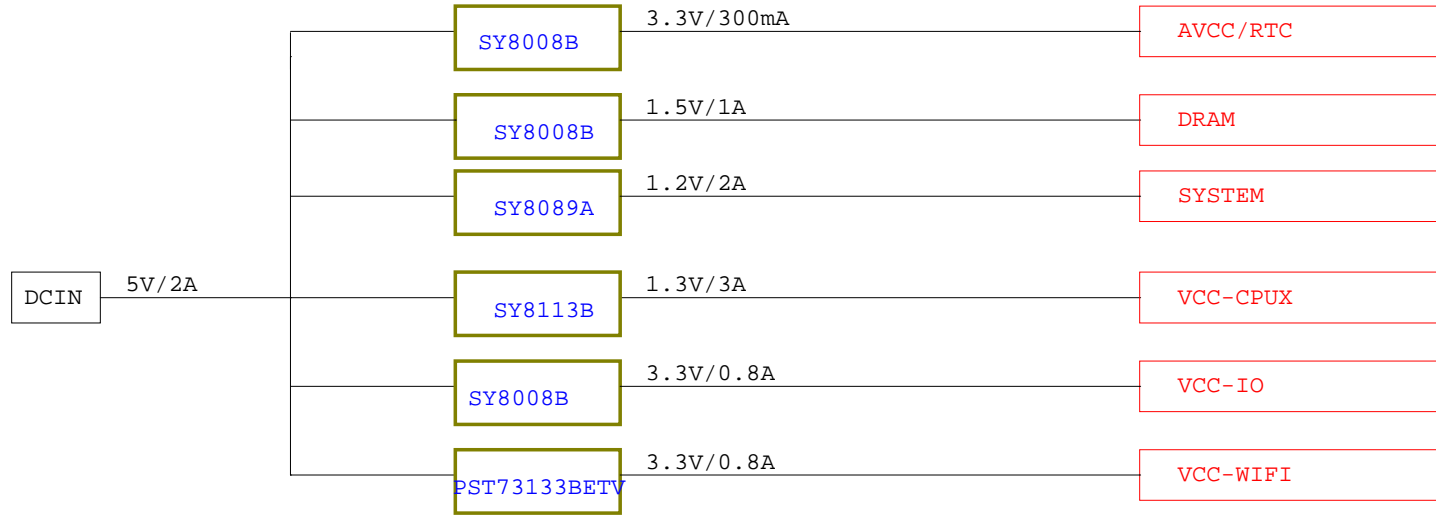 3.3V/300mA
SY8008B
AVCC/RTC
1.5V/1A
SY8008B
DRAM
1.2V/2A
SY8089A
SYSTEM
DCIN
5V/2A
1.3V/3A
SY8113B
VCC-CPUX
3.3V/0.8A
SY8008B
VCC-IO
3.3V/0.8A
PST73133BETV
VCC-WIFI